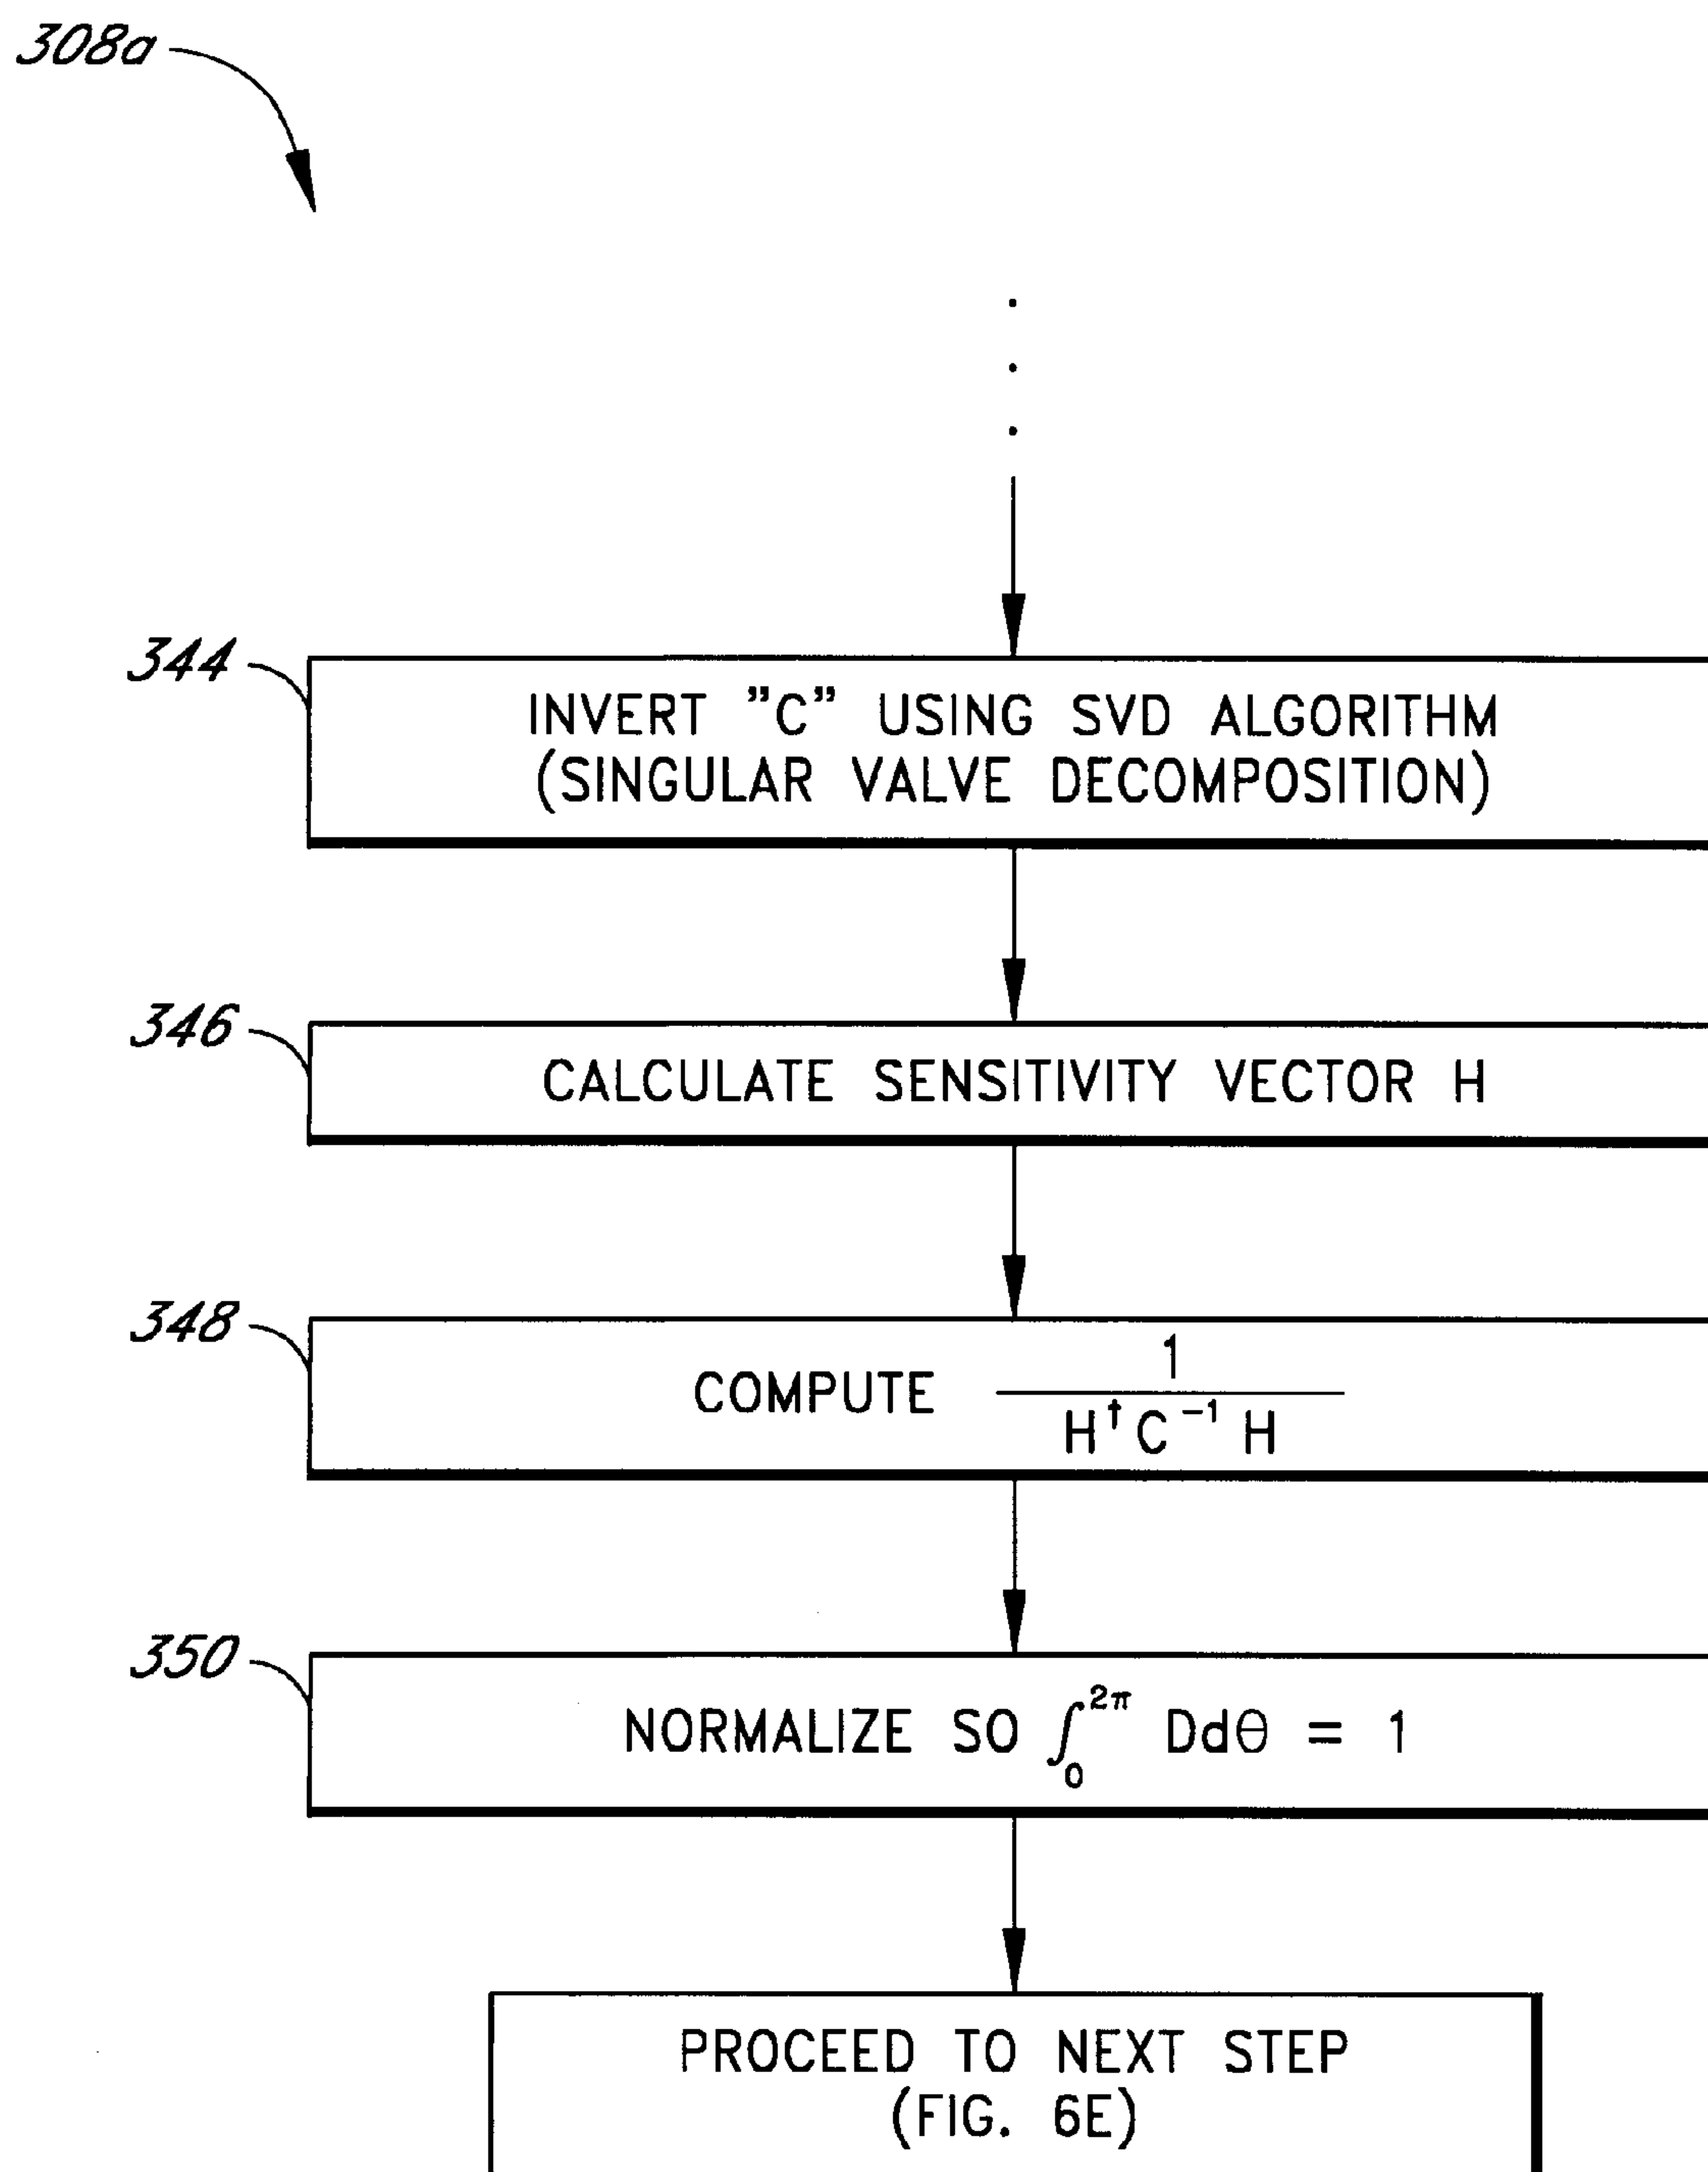 308a
344
INVERT "C" USING SVD ALGORITHM
(SINGULAR VALVE DECOMPOSITION)
346
CALCULATE SENSITIVITY VECTOR H
348
COMPUTE 1 / H† C⁻¹ H
350
NORMALIZE SO ∫₀^2π Ddθ = 1
PROCEED TO NEXT STEP
(FIG. 6E)